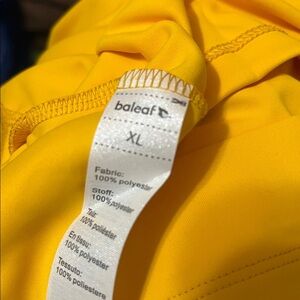 baleaf
XL
Fabric:
100% polyester
Stoff:
100% polyester
Tela:
100% poliéster
En tissu:
100% polyester
Tessuto:
100% poliestere